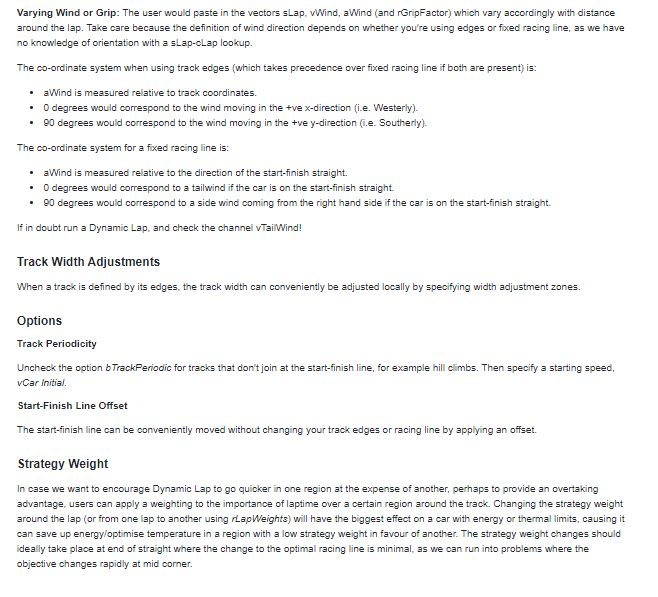 Varying Wind or Grip: The user would paste in the vectors sLap, vWind, aWind (and rGripFactor) which vary accordingly with distance
around the lap. Take care because the definition of wind direction depends on whether you're using edges or fixed racing line, as we have
no knowledge of orientation with a sLap-cLap lookup.
The co-ordinate system when using track edges (which takes precedence over fixed racing line if both are present) is:
• aWind is measured relative to track coordinates.
• 0 degrees would correspond to the wind moving in the +ve x-direction (i.e. Westerly).
• 90 degrees would correspond to the wind moving in the +ve y-direction (i.e. Southerly).
The co-ordinate system for a fixed racing line is:
• aWind is measured relative to the direction of the start-finish straight.
• 0 degrees would correspond to a tailwind if the car is on the start-finish straight.
• 90 degrees would correspond to a side wind coming from the right hand side if the car is on the start-finish straight.
If in doubt run a Dynamic Lap, and check the channel vTailWind!
Track Width Adjustments
When a track is defined by its edges, the track width can conveniently be adjusted locally by specifying width adjustment zones.
Options
Track Periodicity
Uncheck the option bTrackPeriodic for tracks that don't join at the start-finish line, for example hill climbs. Then specify a starting speed,
vCar Initial.
Start-Finish Line Offset
The start-finish line can be conveniently moved without changing your track edges or racing line by applying an offset.
Strategy Weight
In case we want to encourage Dynamic Lap to go quicker in one region at the expense of another, perhaps to provide an overtaking
advantage, users can apply a weighting to the importance of laptime over a certain region around the track. Changing the strategy weight
around the lap (or from one lap to another using rLapWeights) will have the biggest effect on a car with energy or thermal limits, causing it
can save up energy/optimise temperature in a region with a low strategy weight in favour of another. The strategy weight changes should
ideally take place at end of straight where the change to the optimal racing line is minimal, as we can run into problems where the
objective changes rapidly at mid corner.